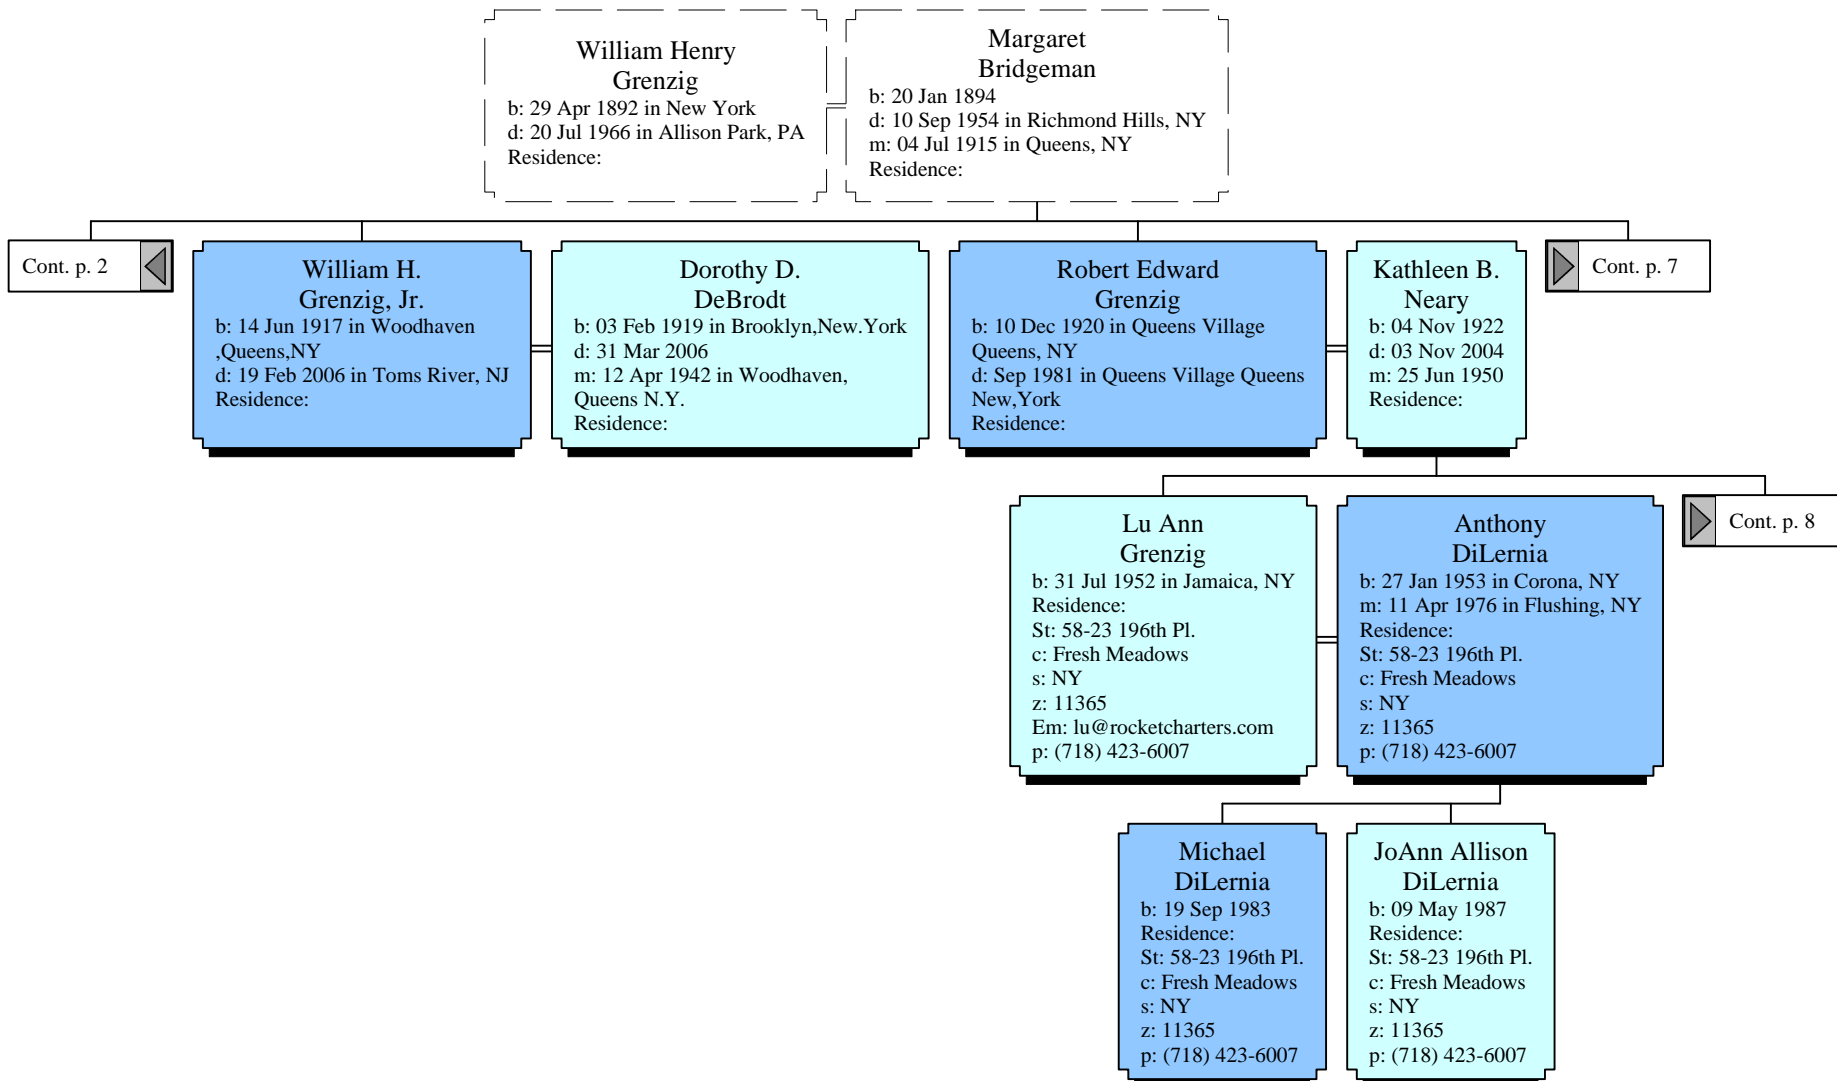 William Henry
Grenzig
b: 29 Apr 1892 in New York
d: 20 Jul 1966 in Allison Park, PA
Residence:
Margaret
Bridgeman
b: 20 Jan 1894
d: 10 Sep 1954 in Richmond Hills, NY
m: 04 Jul 1915 in Queens, NY
Residence:
Cont. p. 2
William H.
Grenzig, Jr.
b: 14 Jun 1917 in Woodhaven
,Queens,NY
d: 19 Feb 2006 in Toms River, NJ
Residence:
Dorothy D.
DeBrodt
b: 03 Feb 1919 in Brooklyn,New.York
d: 31 Mar 2006
m: 12 Apr 1942 in Woodhaven,
Queens N.Y.
Residence:
Robert Edward
Grenzig
b: 10 Dec 1920 in Queens Village
Queens, NY
d: Sep 1981 in Queens Village Queens
New,York
Residence:
Kathleen B.
Neary
b: 04 Nov 1922
d: 03 Nov 2004
m: 25 Jun 1950
Residence:
Cont. p. 7
Lu Ann
Grenzig
b: 31 Jul 1952 in Jamaica, NY
Residence:
St: 58-23 196th Pl.
c: Fresh Meadows
s: NY
z: 11365
Em: lu@rocketcharters.com
p: (718) 423-6007
Anthony
DiLernia
b: 27 Jan 1953 in Corona, NY
m: 11 Apr 1976 in Flushing, NY
Residence:
St: 58-23 196th Pl.
c: Fresh Meadows
s: NY
z: 11365
p: (718) 423-6007
Cont. p. 8
Michael
DiLernia
b: 19 Sep 1983
Residence:
St: 58-23 196th Pl.
c: Fresh Meadows
s: NY
z: 11365
p: (718) 423-6007
JoAnn Allison
DiLernia
b: 09 May 1987
Residence:
St: 58-23 196th Pl.
c: Fresh Meadows
s: NY
z: 11365
p: (718) 423-6007